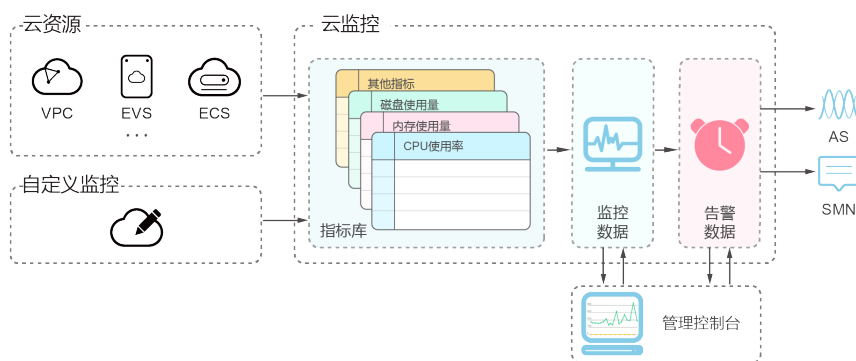 云资源
VPC
EVS
ECS
...
自定义监控
云监控
其他指标
磁盘使用量
内存使用量
CPU使用率
指标库
监控
数据
告警
数据
AS
SMN
管理控制台